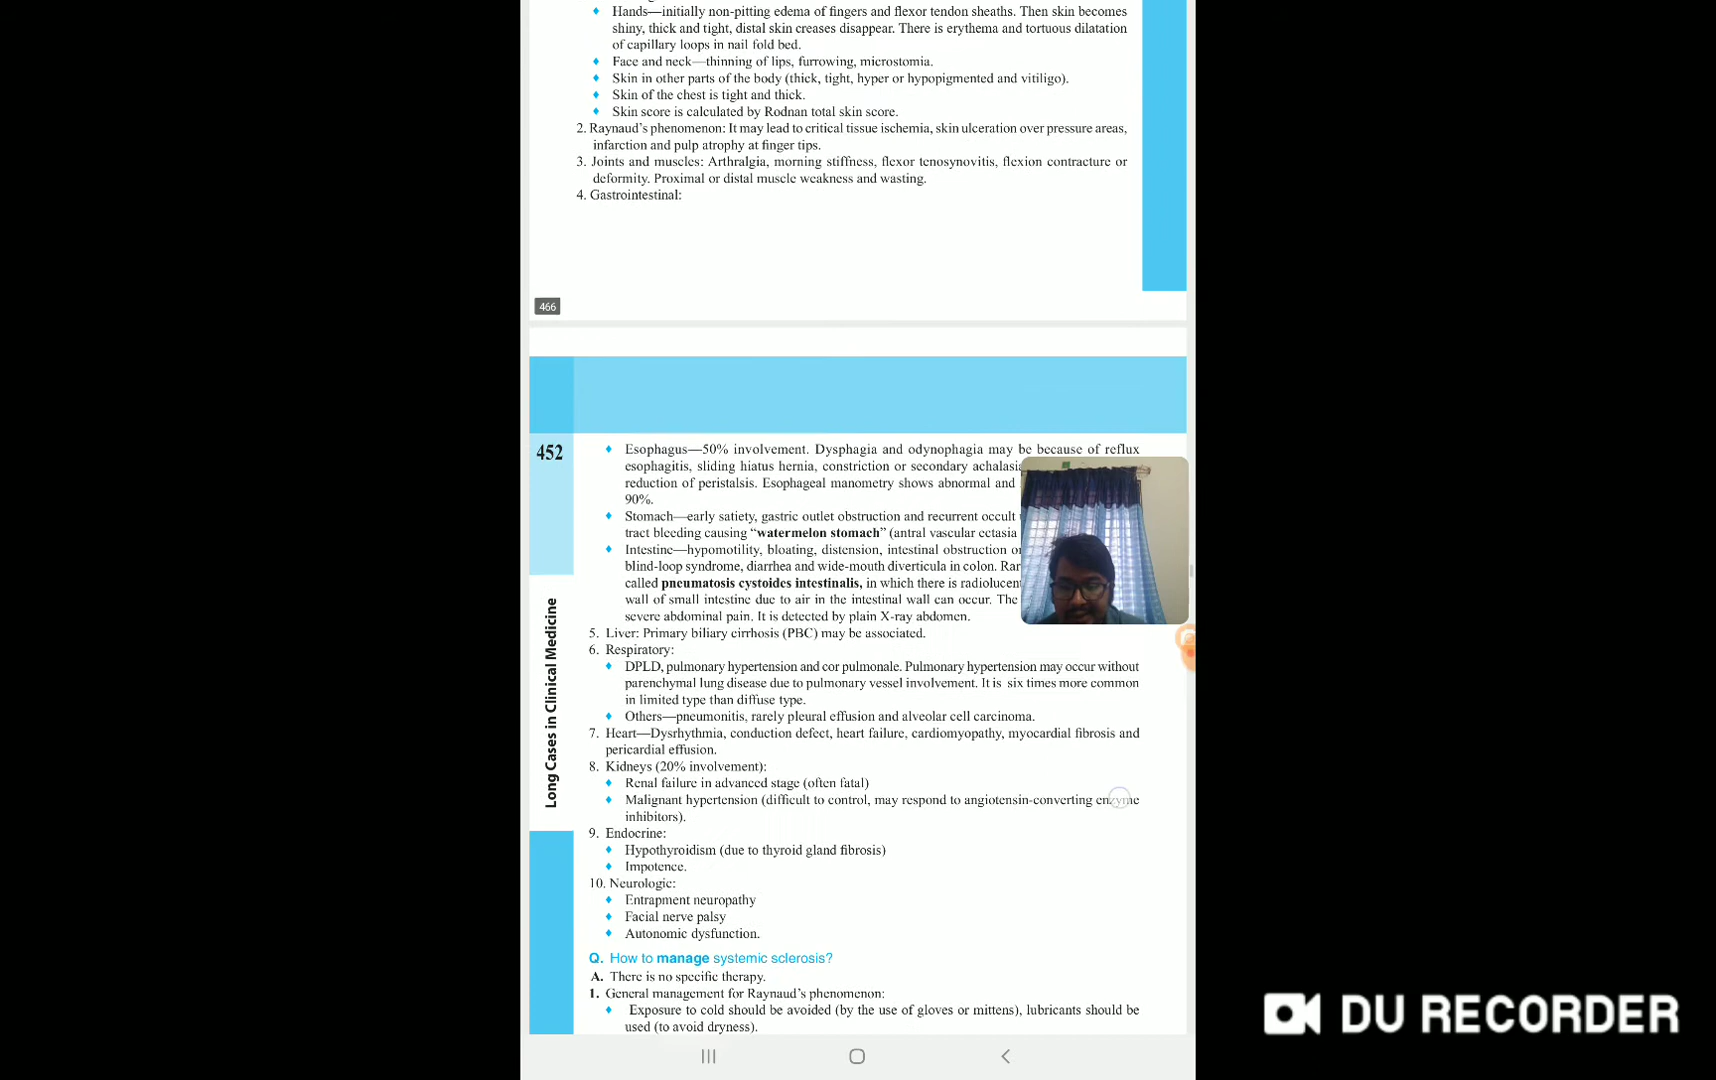 Hands—initially non-pitting edema of fingers and flexor tendon sheaths. Then skin becomes
shiny, thick and tight, distal skin creases disappear. There is erythema and tortuous dilatation
of capillary loops in nail fold bed.
Face and neck—thinning of lips, furrowing, microstomia.
Skin in other parts of the body (thick, tight, hyper or hypopigmented and vitiligo).
Skin of the chest is tight and thick.
Skin score is calculated by Rodnan total skin score.
2. Raynaud's phenomenon: It may lead to critical tissue ischemia, skin ulceration over pressure areas,
infarction and pulp atrophy at finger tips.
3. Joints and muscles: Arthralgia, morning stiffness, flexor tenosynovitis, flexion contracture or
deformity. Proximal or distal muscle weakness and wasting.
4. Gastrointestinal:
466
452
Long Cases in Clinical Medicine
Esophagus—50% involvement. Dysphagia and odynophagia may be because of reflux
esophagitis, sliding hiatus hernia, constriction or secondary achalasia
reduction of peristalsis. Esophageal manometry shows abnormal and
90%.
Stomach—early satiety, gastric outlet obstruction and recurrent occult
tract bleeding causing “watermelon stomach” (antral vascular ectasia
Intestine—hypomotility, bloating, distension, intestinal obstruction
blind-loop syndrome, diarrhea and wide-mouth diverticula in colon.
called pneumatosis cystoides intestinalis, in which there is radiolucent
wall of small intestine due to air in the intestinal wall can occur. The
severe abdominal pain. It is detected by plain X-ray abdomen.
5. Liver: Primary biliary cirrhosis (PBC) may be associated.
6. Respiratory:
DPLD, pulmonary hypertension and cor pulmonale. Pulmonary hypertension may occur without
parenchymal lung disease due to pulmonary vessel involvement. It is six times more common
in limited type than diffuse type.
Others—pneumonitis, rarely pleural effusion and alveolar cell carcinoma.
7. Heart—Dysrhythmia, conduction defect, heart failure, cardiomyopathy, myocardial fibrosis and
pericardial effusion.
8. Kidneys (20% involvement):
Renal failure in advanced stage (often fatal)
Malignant hypertension (difficult to control, may respond to angiotensin-converting enzyme
inhibitors).
9. Endocrine:
Hypothyroidism (due to thyroid gland fibrosis)
Impotence.
10. Neurologic:
Entrapment neuropathy
Facial nerve palsy
Autonomic dysfunction.
Q. How to manage systemic sclerosis?
A. There is no specific therapy.
1. General management for Raynaud's phenomenon:
Exposure to cold should be avoided (by the use of gloves or mittens), lubricants should be
used (to avoid dryness).
DU RECORDER